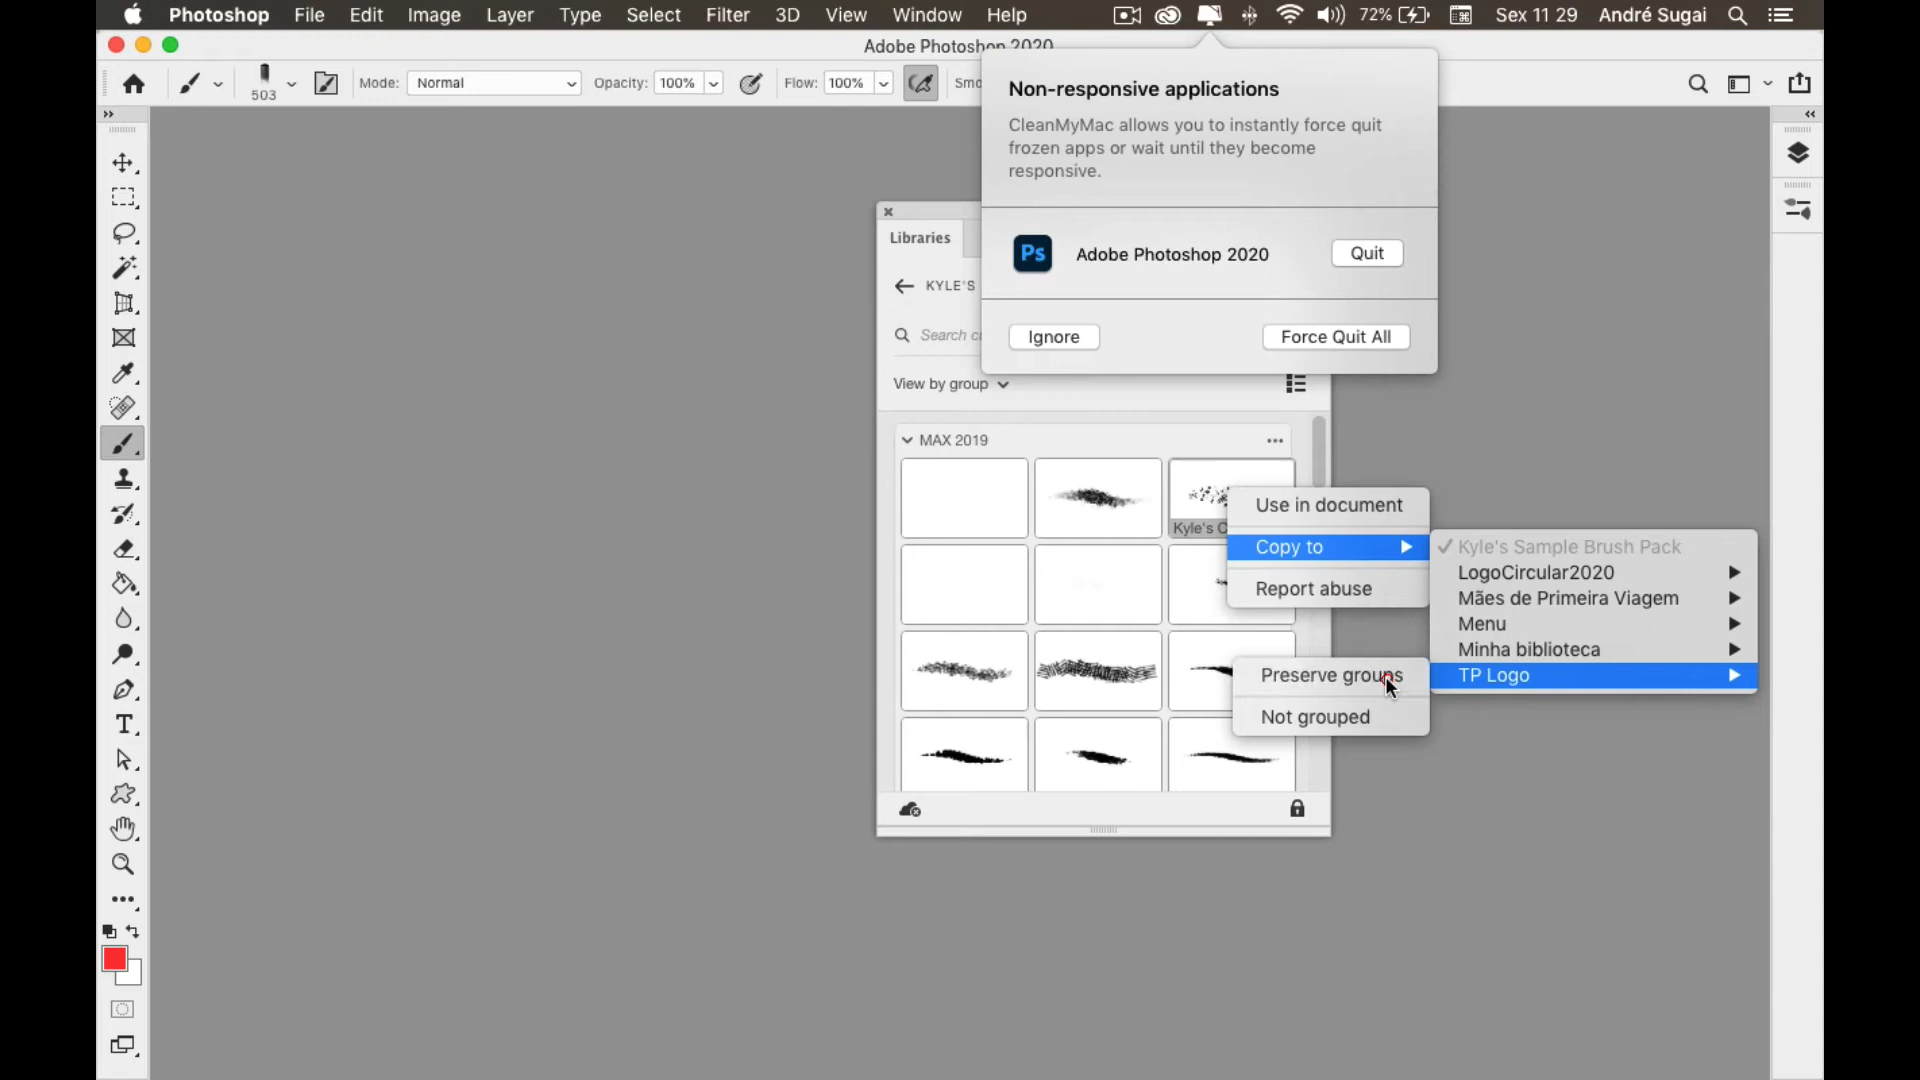 Photoshop File Edit Image Layer Type Select Filter 3D View Window Help 72% Sex 11 29 André Sugai
Adobe Photoshop 2020
503 Mode: Normal Opacity: 100% Flow: 100%
Non-responsive applications
CleanMyMac allows you to instantly force quit
frozen apps or wait until they become
responsive.
Ps Adobe Photoshop 2020 Quit
Ignore Force Quit All
Libraries
KYLE'S
Search
View by group
MAX 2019
Kyle's
Use in document
Copy to
Report abuse
Kyle's Sample Brush Pack
LogoCircular2020
Mães de Primeira Viagem
Menu
Minha biblioteca
TP Logo
Preserve groups
Not grouped